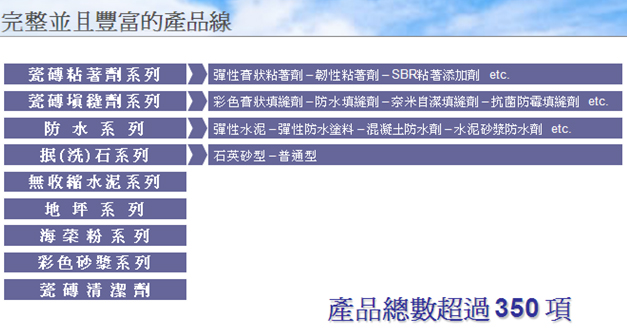 完整並且豐富的產品線
瓷磚粘著劑系列 彈性膏狀粘著劑–韌性粘著劑–SBR粘著添加劑 etc.
瓷磚填縫劑系列 彩色膏狀填縫劑–防水填縫劑–奈米自潔填縫劑–抗菌防霉填縫劑 etc.
防水系列 彈性水泥–彈性防水塗料–混凝土防水劑–水泥砂漿防水劑 etc.
抿(洗)石系列 石英砂型–普通型
無收縮水泥系列
地坪系列
海菜粉系列
彩色砂漿系列
瓷磚清潔劑
產品總數超過350項